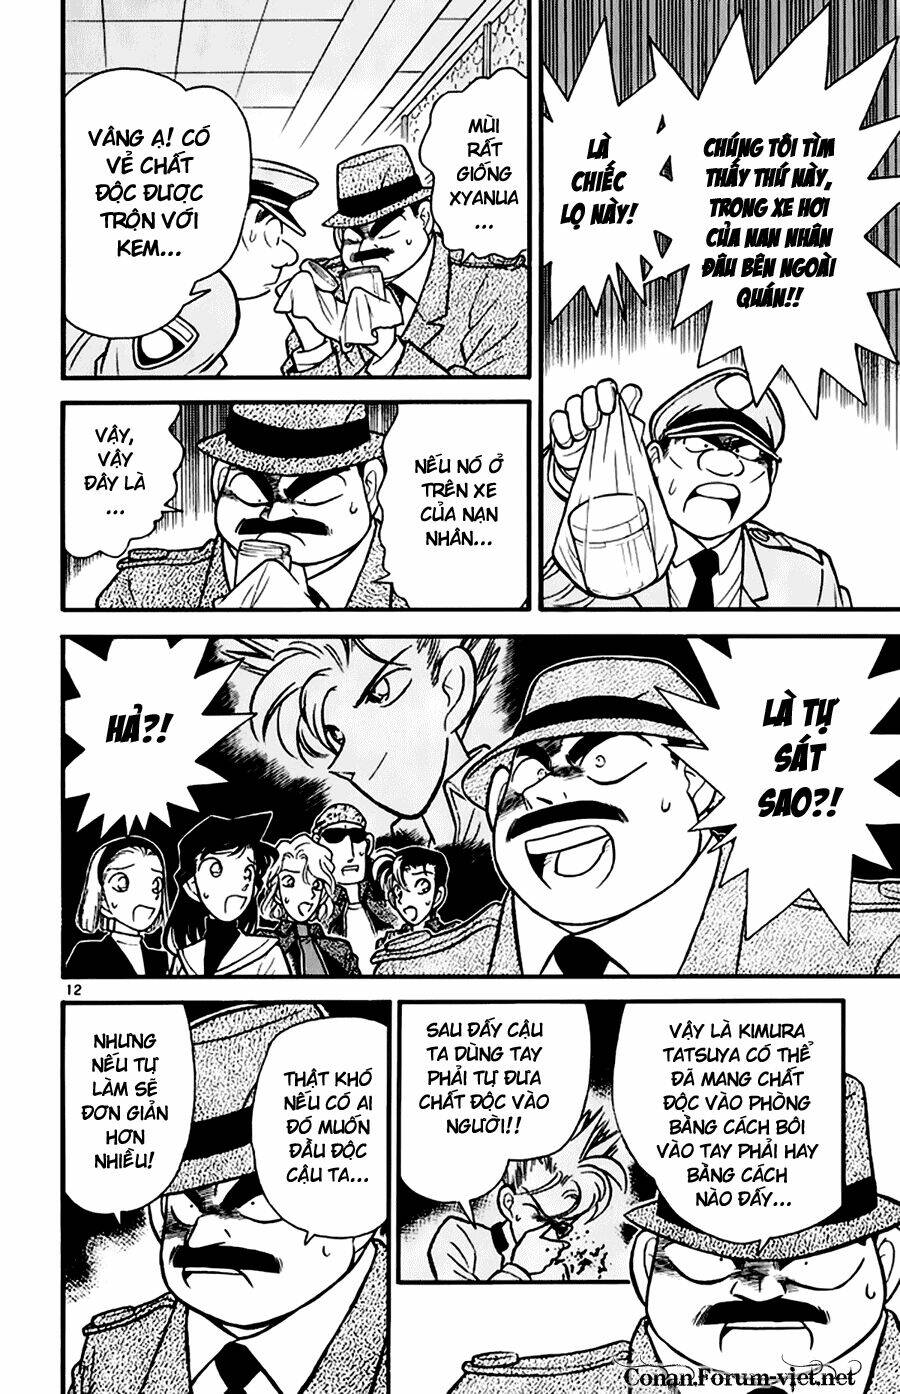 CHÚNG TÔI TÌM
THẤY THỨ NÀY,
TRONG XE HƠI
CỦA NAN NHÂN
ĐÂU BÊN NGOÀI
QUÁN!!
LÀ
CHIẾC
LỌ NÀY!
MÙI
RẤT
GIỐNG
XYANUA
...
VÂNG Ạ! CÓ
VẺ CHẤT
ĐỘC ĐƯỢC
TRỘN VỚI
KEM...
NẾU NÓ Ở
TRÊN XE
CỦA NẠN
NHÂN...
VẬY,
VẬY
ĐÂY LÀ
...
LÀ TỰ
SÁT
SAO?!
HẢ?!
12
VẬY LÀ KIMURA
TATSUYA CÓ THỂ
ĐÃ MANG CHẤT
ĐỘC VÀO PHÒNG
BẰNG CÁCH BÔI
VÀO TAY PHẢI HAY
BẰNG CÁCH
NÀO ĐẤY...
SAU ĐẤY CẬU
TA DÙNG TAY
PHẢI TỰ ĐƯA
CHẤT ĐỘC VÀO
NGƯỜI!!
THẬT KHÓ
NẾU CÓ AI
ĐÓ MUỐN
ĐẦU ĐỘC
CẬU TA...
NHƯNG
NẾU TỰ
LÀM SẼ
ĐƠN GIẢN
HƠN
NHIỀU!
Conan.Forum-viet.net